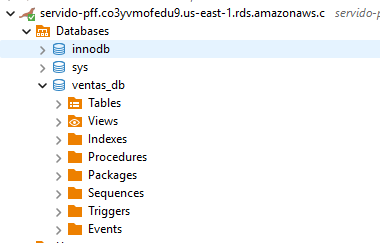 servido-pff.co3yvmofedu9.us-east-1.rds.amazonaws.c servido-p
Databases
innodb
sys
ventas_db
Tables
Views
Indexes
Procedures
Packages
Sequences
Triggers
Events